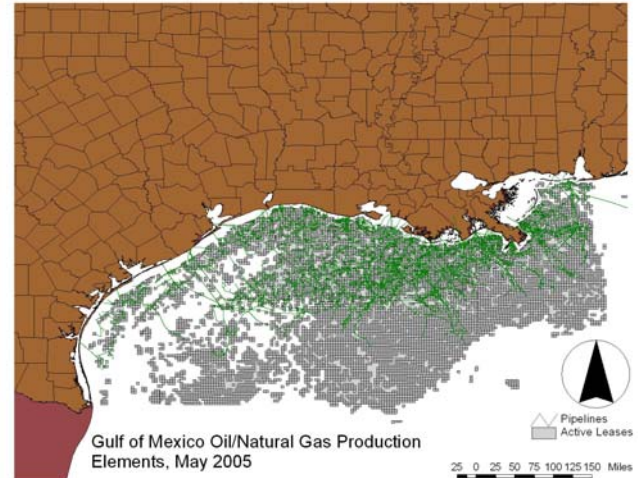 Pipelines
Active Leases
Gulf of Mexico Oil/Natural Gas Production
Elements, May 2005
25 0 25 50 75 100 125 150 Miles